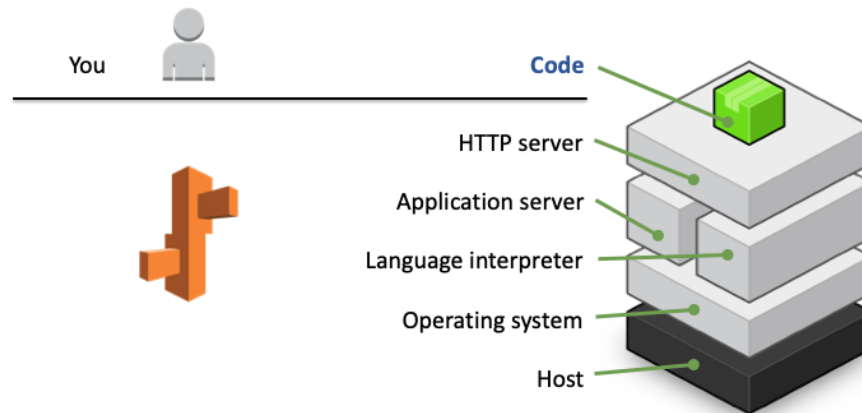 You
Code
HTTP server
Application server
Language interpreter
Operating system
Host